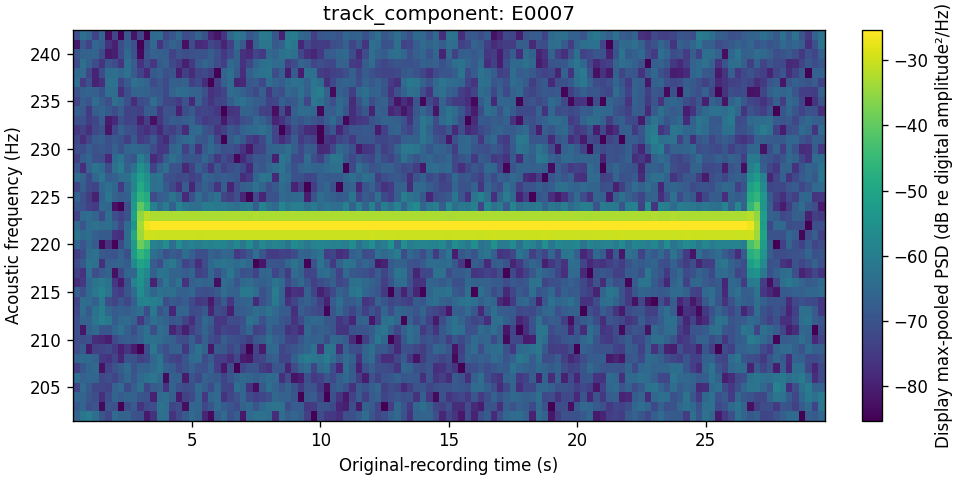 track_component: E0007
240
235
230
225
220
215
210
205
Acoustic frequency (Hz)
5 10 15 20 25
Original-recording time (s)
−30
−40
−50
−60
−70
−80
Display max-pooled PSD (dB re digital amplitude²/Hz)